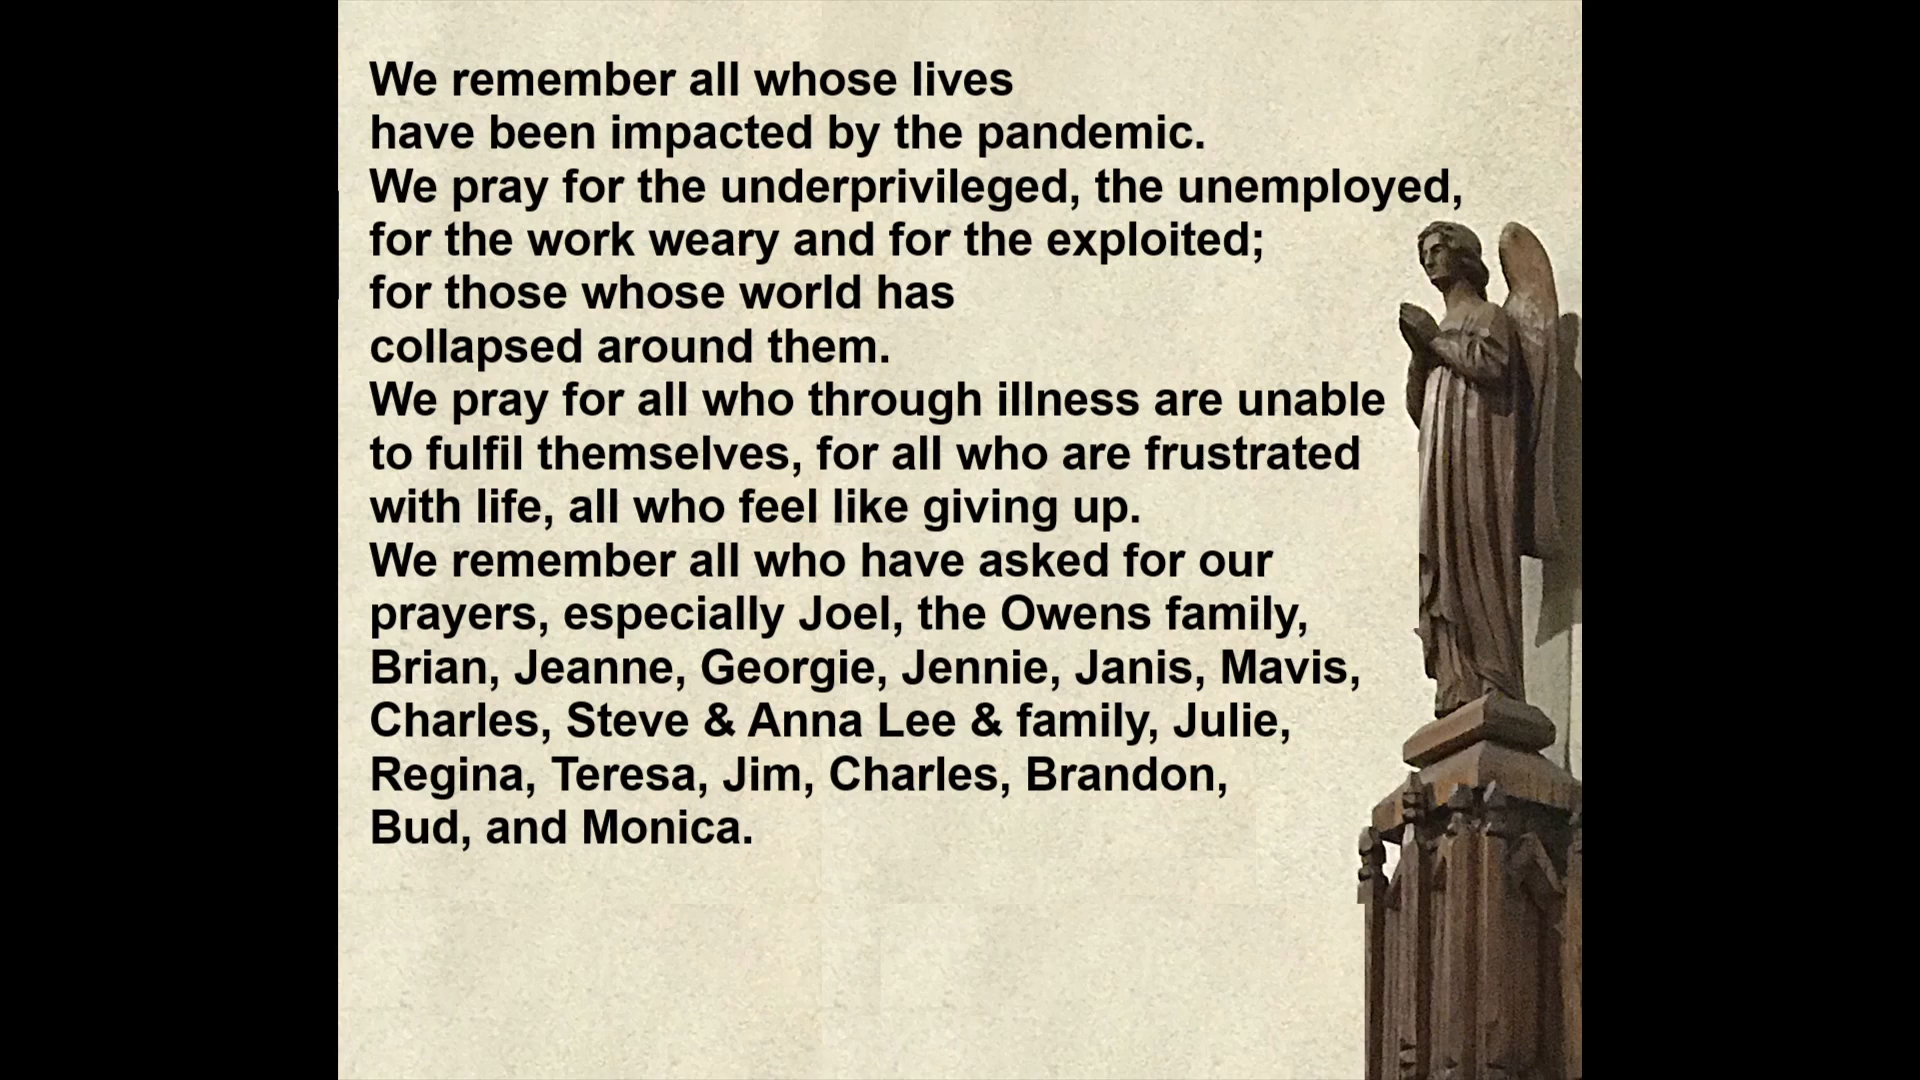 We remember all whose lives
have been impacted by the pandemic.
We pray for the underprivileged, the unemployed,
for the work weary and for the exploited;
for those whose world has
collapsed around them.
We pray for all who through illness are unable
to fulfil themselves, for all who are frustrated
with life, all who feel like giving up.
We remember all who have asked for our
prayers, especially Joel, the Owens family,
Brian, Jeanne, Georgie, Jennie, Janis, Mavis,
Charles, Steve & Anna Lee & family, Julie,
Regina, Teresa, Jim, Charles, Brandon,
Bud, and Monica.